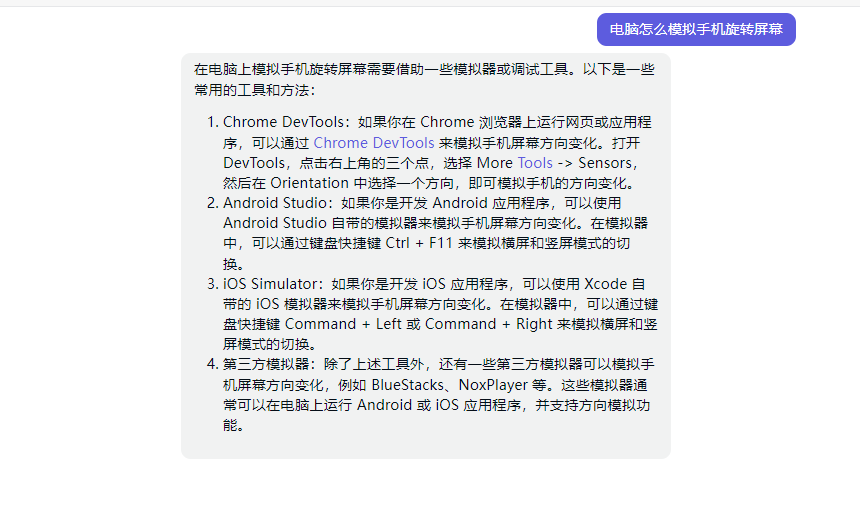 电脑怎么模拟手机旋转屏幕
在电脑上模拟手机旋转屏幕需要借助一些模拟器或调试工具。以下是一些
常用的工具和方法：
1. Chrome DevTools：如果你在 Chrome 浏览器上运行网页或应用程
序，可以通过 Chrome DevTools 来模拟手机屏幕方向变化。打开
DevTools，点击右上角的三个点，选择 More Tools -> Sensors，
然后在 Orientation 中选择一个方向，即可模拟手机的方向变化。
2. Android Studio：如果你是开发 Android 应用程序，可以使用
Android Studio 自带的模拟器来模拟手机屏幕方向变化。在模拟器
中，可以通过键盘快捷键 Ctrl + F11 来模拟横屏和竖屏模式的切
换。
3. iOS Simulator：如果你是开发 iOS 应用程序，可以使用 Xcode 自
带的 iOS 模拟器来模拟手机屏幕方向变化。在模拟器中，可以通过键
盘快捷键 Command + Left 或 Command + Right 来模拟横屏和竖
屏模式的切换。
4. 第三方模拟器：除了上述工具外，还有一些第三方模拟器可以模拟手
机屏幕方向变化，例如 BlueStacks、NoxPlayer 等。这些模拟器通
常可以在电脑上运行 Android 或 iOS 应用程序，并支持方向模拟功
能。